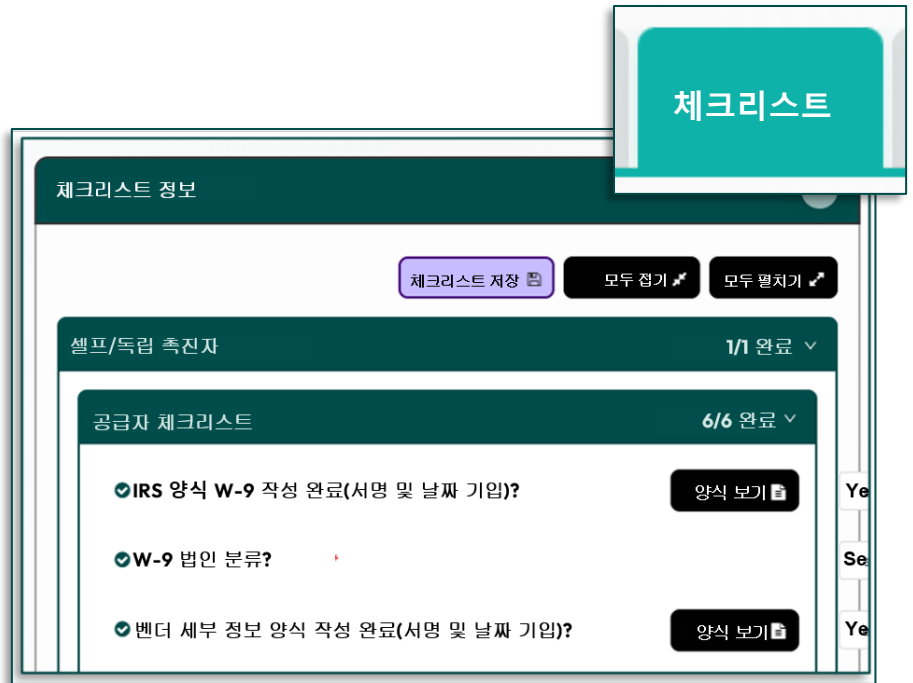 체크리스트
체크리스트 정보
체크리스트 저장 모두 접기 모두 펼치기
셀프/독립 촉진자 1/1 완료
공급자 체크리스트 6/6 완료
IRS 양식 W-9 작성 완료(서명 및 날짜 기입)? 양식 보기 Ye
W-9 법인 분류? Se
벤더 세부 정보 양식 작성 완료(서명 및 날짜 기입)? 양식 보기 Ye